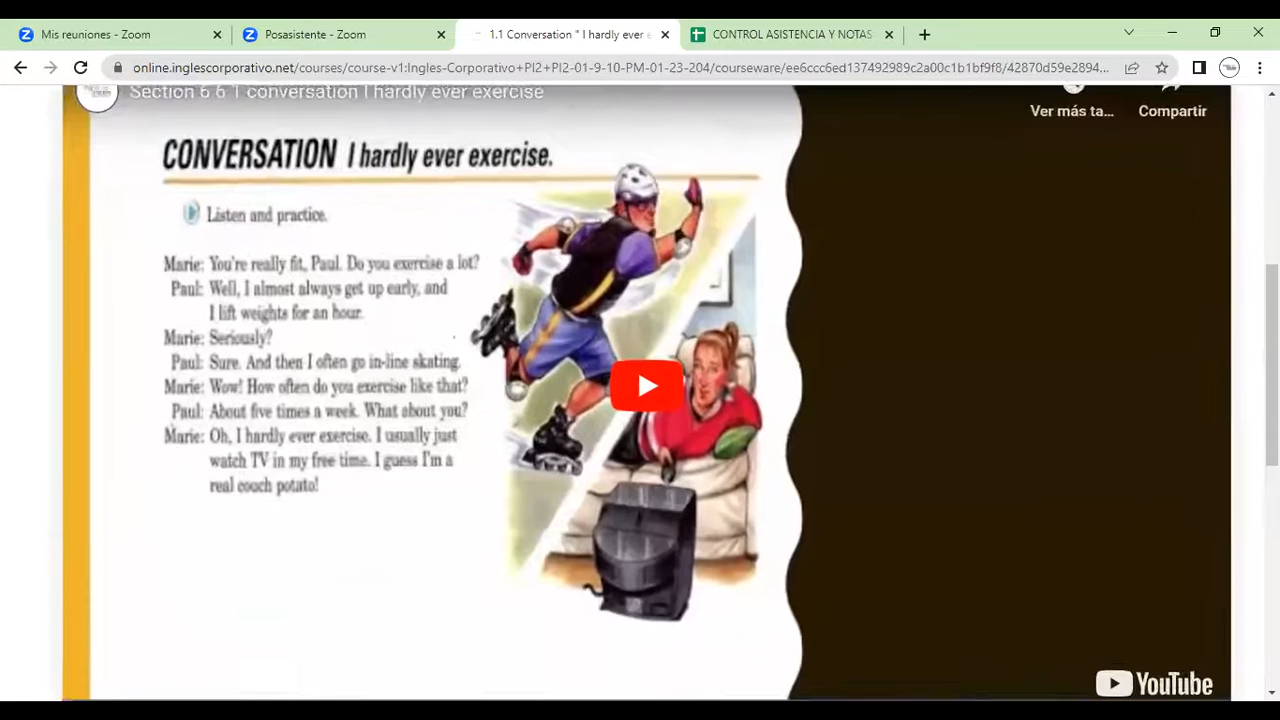 Mis reuniones - Zoom
Posasistente - Zoom
1.1 Conversation " I hardly ever e
CONTROL ASISTENCIA Y NOTAS
online.inglescorporativo.net/courses/course-v1:Ingles-Corporativo+PI2+PI2-01-9-10-PM-01-23-204/courseware/ee6ccc6ed137492989c2a00c1b1bf9f8/42870d59e2894...
Section 6 6 1 conversation I hardly ever exercise
Ver más ta...
Compartir
CONVERSATION I hardly ever exercise.
Listen and practice.
Marie: You're really fit, Paul. Do you exercise a lot?
Paul: Well, I almost always get up early, and
I lift weights for an hour.
Marie: Seriously?
Paul: Sure. And then I often go in-line skating.
Marie: Wow! How often do you exercise like that?
Paul: About five times a week. What about you?
Marie: Oh, I hardly ever exercise. I usually just
watch TV in my free time. I guess I'm a
real couch potato!
YouTube